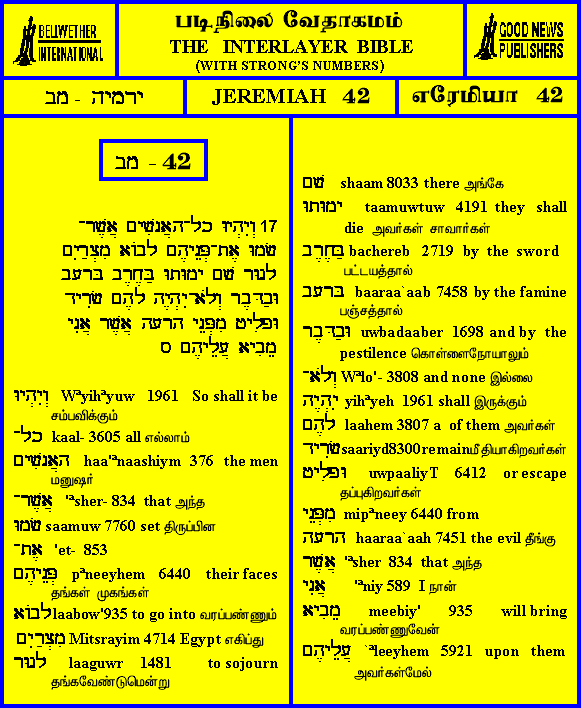 BELLWETHER
INTERNATIONAL
படிநிலை வேதாகமம்
THE INTERLAYER BIBLE
(WITH STRONG'S NUMBERS)
GOOD NEWS
PUBLISHERS
ירמיה - מב
JEREMIAH 42
எரேமியா 42
מב - 42
17 וְיִהְיוּ כָל־הָאֲנָשִׁים אֲשֶׁר־
שָׂמוּ אֶת־פְּנֵיהֶם לָבוֹא מִצְרַיִם
לָגוּר שָׁם יָמוּתוּ בַּחֶרֶב בָּרָעָב
וּבַדָּבֶר וְלֹא־יִהְיֶה לָהֶם שָׂרִיד
וּפָלִיט מִפְּנֵי הָרָעָה אֲשֶׁר אֲנִי
מֵבִיא עֲלֵיהֶם ס
וְיִהְיוּ Wᵃyihᵃyuw 1961 So shall it be
சம்பவிக்கும்
כָל־ kaal- 3605 all எல்லாம்
הָאֲנָשִׁים haa'ᵃnaashiym 376 the men
மனுஷர்
אֲשֶׁר־ 'ᵃsher- 834 that அந்த
שָׂמוּ saamuw 7760 set திருப்பின
אֶת־ 'et- 853
פְּנֵיהֶם pᵃneeyhem 6440 their faces
தங்கள் முகங்கள்
לָבוֹא laabow'935 to go into வரப்பண்ணும்
מִצְרַיִם Mitsrayim 4714 Egypt எகிப்து
לָגוּר laaguwr 1481 to sojourn
தங்கவேண்டுமென்று
שָׁם shaam 8033 there அங்கே
יָמוּתוּ taamuwtuw 4191 they shall
die அவர்கள் சாவார்கள்
בַּחֶרֶב bachereb 2719 by the sword
பட்டயத்தால்
בָּרָעָב baaraa`aab 7458 by the famine
பஞ்சத்தால்
וּבַדָּבֶר uwbadaaber 1698 and by the
pestilence கொள்ளைநோயாலும்
וְלֹא־ Wᵃlo'- 3808 and none இல்லை
יִהְיֶה yihᵃyeh 1961 shall இருக்கும்
לָהֶם laahem 3807 a of them அவர்கள்
שָׂרִיד saariyd8300remainமீதியாகிறவர்கள்
וּפָלִיט uwpaaliyT 6412 or escape
தப்புகிறவர்கள்
מִפְּנֵי mipᵃneey 6440 from
הָרָעָה haaraa`aah 7451 the evil தீங்கு
אֲשֶׁר 'ᵃsher 834 that அந்த
אֲנִי 'ᵃniy 589 I நான்
מֵבִיא meebiy' 935 will bring
வரப்பண்ணுவேன்
עֲלֵיהֶם `ᵃleeyhem 5921 upon them
அவர்கள்மேல்